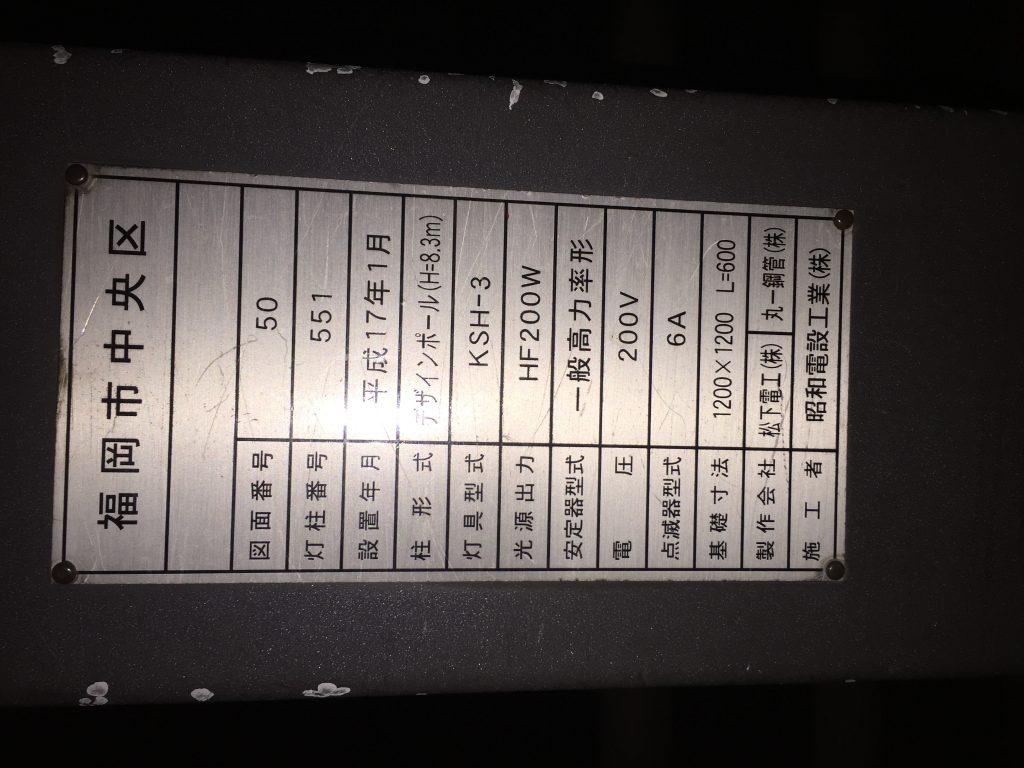 福岡市中央区
図面番号 50
灯柱番号 551
設置年月 平成17年1月
柱形式 デザインポール(H=8.3m)
灯具型式 KSH-3
光源出力 HF200W
安定器型式 一般高力率形
電圧 200V
点滅器型式 6A
基礎寸法 1200×1200 L=600
製作会社 松下電工(株) 丸一鋼管(株)
施工者 昭和電設工業(株)